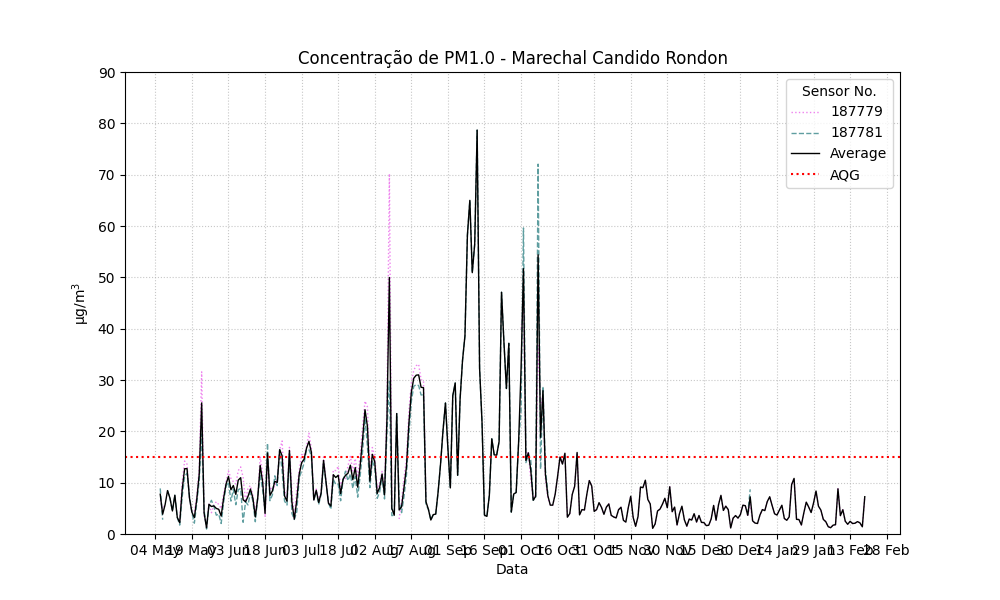 Concentração de PM1.0 - Marechal Candido Rondon
Sensor No.
187779
187781
Average
AQG
90
80
70
60
50
40
30
20
10
0
µg/m³
04 May 19 May 03 Jun 18 Jun 03 Jul 18 Jul 02 Aug 17 Aug 01 Sep 16 Sep 01 Oct 16 Oct 31 Oct 15 Nov 30 Nov 15 Dec 30 Dec 14 Jan 29 Jan 13 Feb 28 Feb
Data